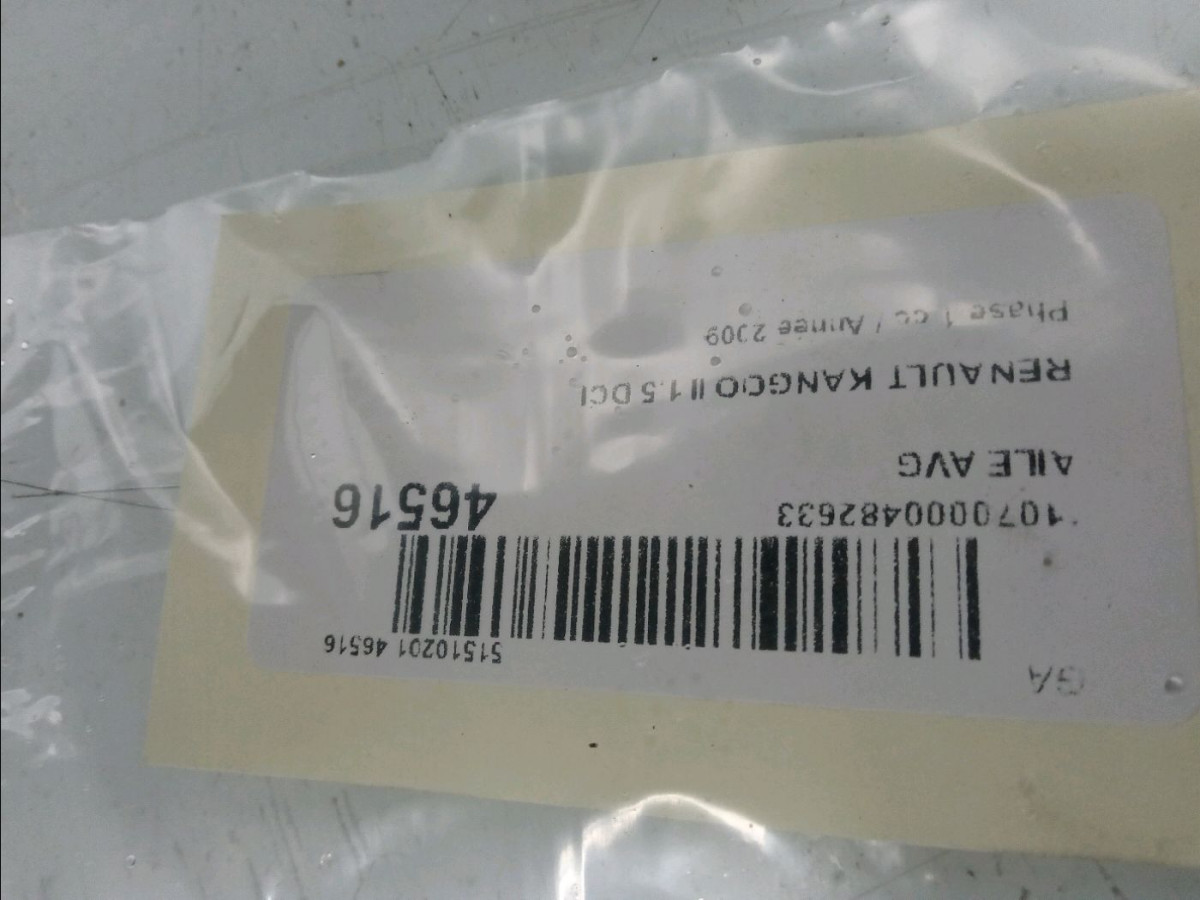 GA
51510201 46516
1070000482633
46516
AILE AVG
RENAULT KANGOO II 1.5 DCI
Phase 1 cc / Année 2009